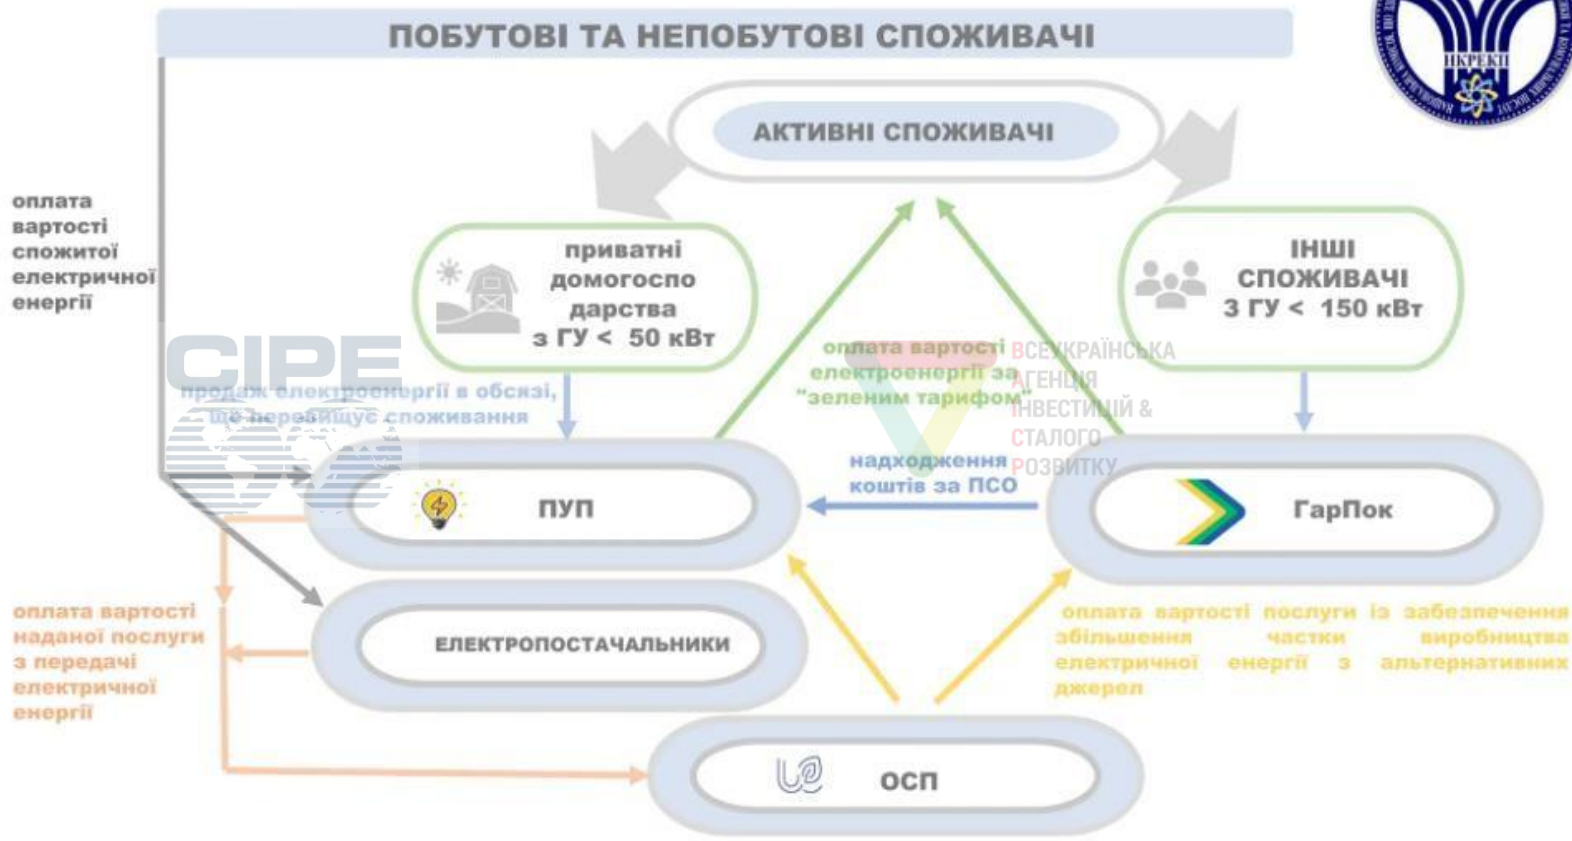 ПОБУТОВІ ТА НЕПОБУТОВІ СПОЖИВАЧІ
НКРЕКП
АКТИВНІ СПОЖИВАЧІ
оплата
вартості
спожитої
електричної
енергії
приватні
домогоспо
дарства
з ГУ < 50 кВт
ІНШІ
СПОЖИВАЧІ
З ГУ < 150 кВт
CIPE
продаж електроенергії в обсязі,
що перевищує споживання
оплата вартості
електроенергії за
"зеленим тарифом"
ВСЕУКРАЇНСЬКА
АГЕНЦІЯ
ІНВЕСТИЦІЙ &
СТАЛОГО
РОЗВИТКУ
надходження
коштів за ПСО
ПУП
ГарПок
оплата вартості
наданої послуги
з передачі
електричної
енергії
ЕЛЕКТРОПОСТАЧАЛЬНИКИ
оплата вартості послуги із забезпечення
збільшення частки виробництва
електричної енергії з альтернативних
джерел
ОСП